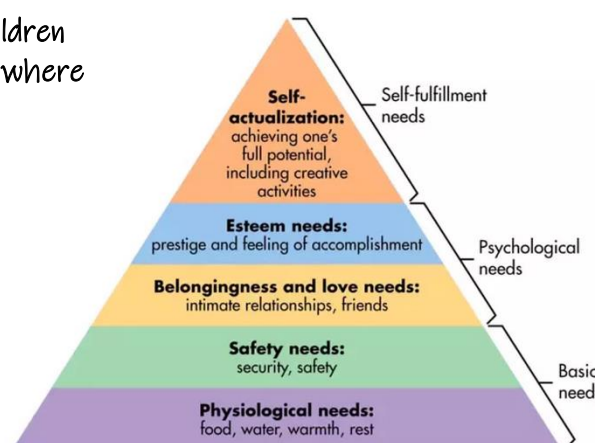 ldren
where
Self-
actualization:
achieving one's
full potential,
including creative
activities
Self-fulfillment
needs
Esteem needs:
prestige and feeling of accomplishment
Psychological
needs
Belongingness and love needs:
intimate relationships, friends
Safety needs:
security, safety
Basic
need
Physiological needs:
food, water, warmth, rest